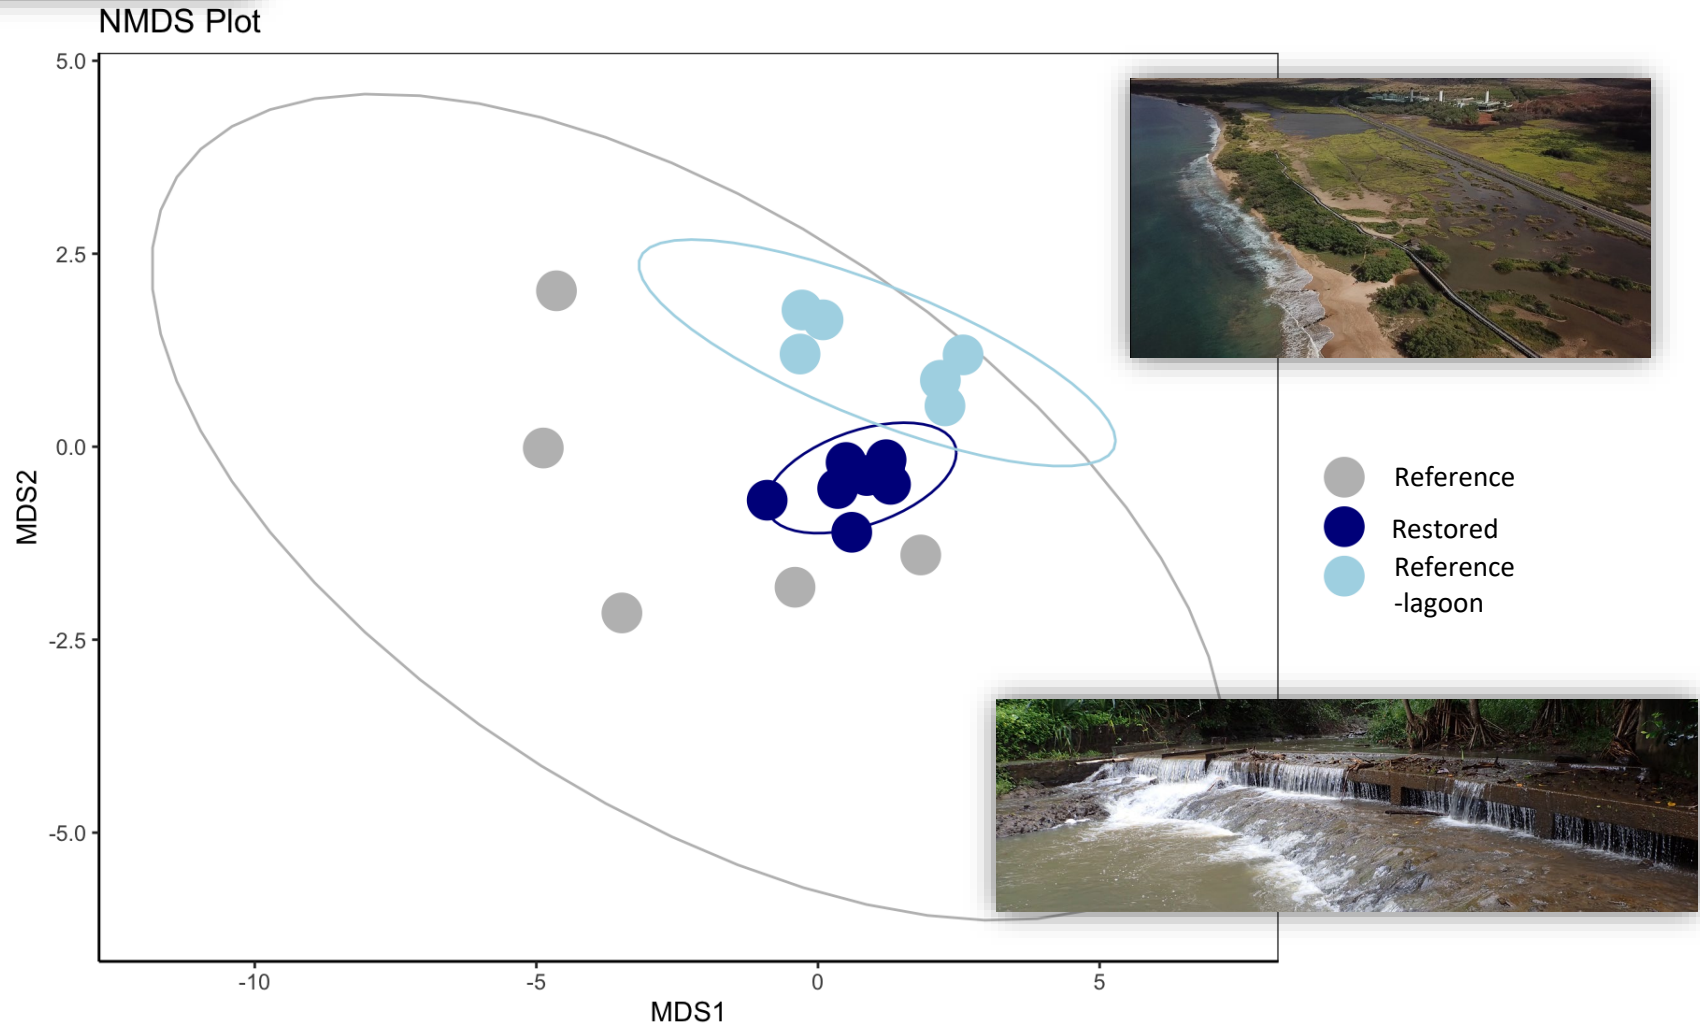 NMDS Plot
5.0
2.5
0.0
-2.5
-5.0
MDS2
-10
-5
0
5
MDS1
Reference
Restored
Reference
-lagoon